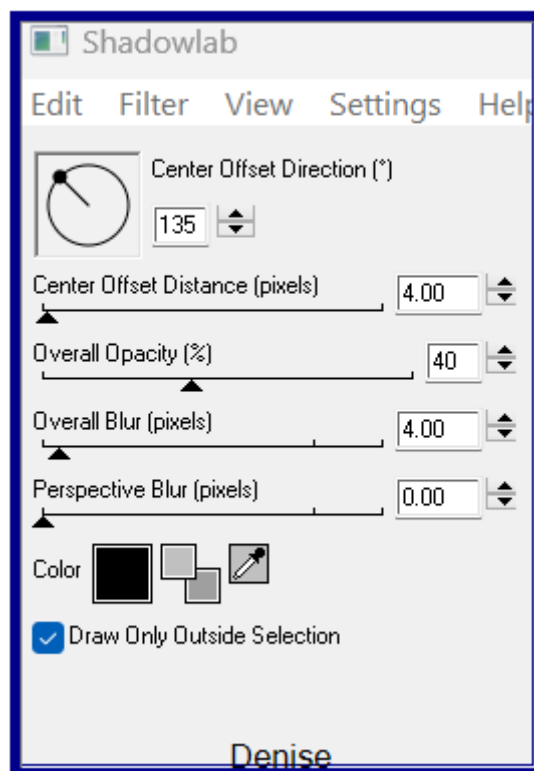 Shadowlab
Edit Filter View Settings Help
Center Offset Direction (°)
135
Center Offset Distance (pixels)
4.00
Overall Opacity (%)
40
Overall Blur (pixels)
4.00
Perspective Blur (pixels)
0.00
Color
Draw Only Outside Selection
Denise